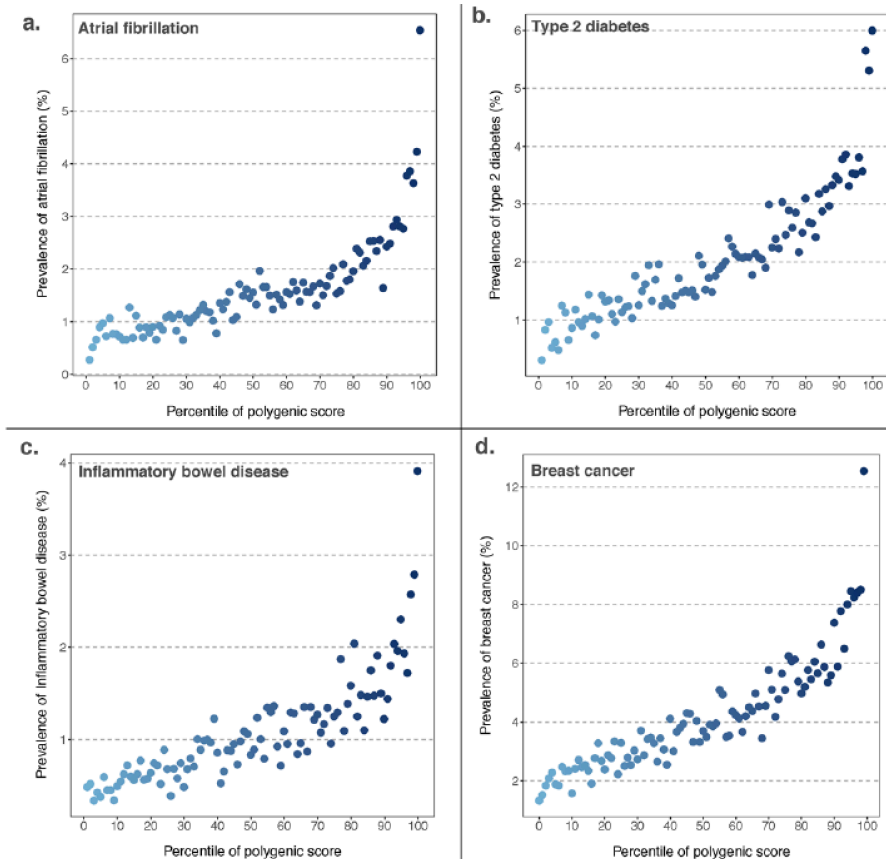 a.
Atrial fibrillation
Prevalence of atrial fibrillation (%)
6
5
4
3
2
1
0
0 10 20 30 40 50 60 70 80 90 100
Percentile of polygenic score
b.
Type 2 diabetes
Prevalence of type 2 diabetes (%)
6
5
4
3
2
1
0 10 20 30 40 50 60 70 80 90 100
Percentile of polygenic score
c.
Inflammatory bowel disease
Prevalence of Inflammatory bowel disease (%)
4
3
2
1
0 10 20 30 40 50 60 70 80 90 100
Percentile of polygenic score
d.
Breast cancer
Prevalence of breast cancer (%)
12
10
8
6
4
2
0 10 20 30 40 50 60 70 80 90 100
Percentile of polygenic score